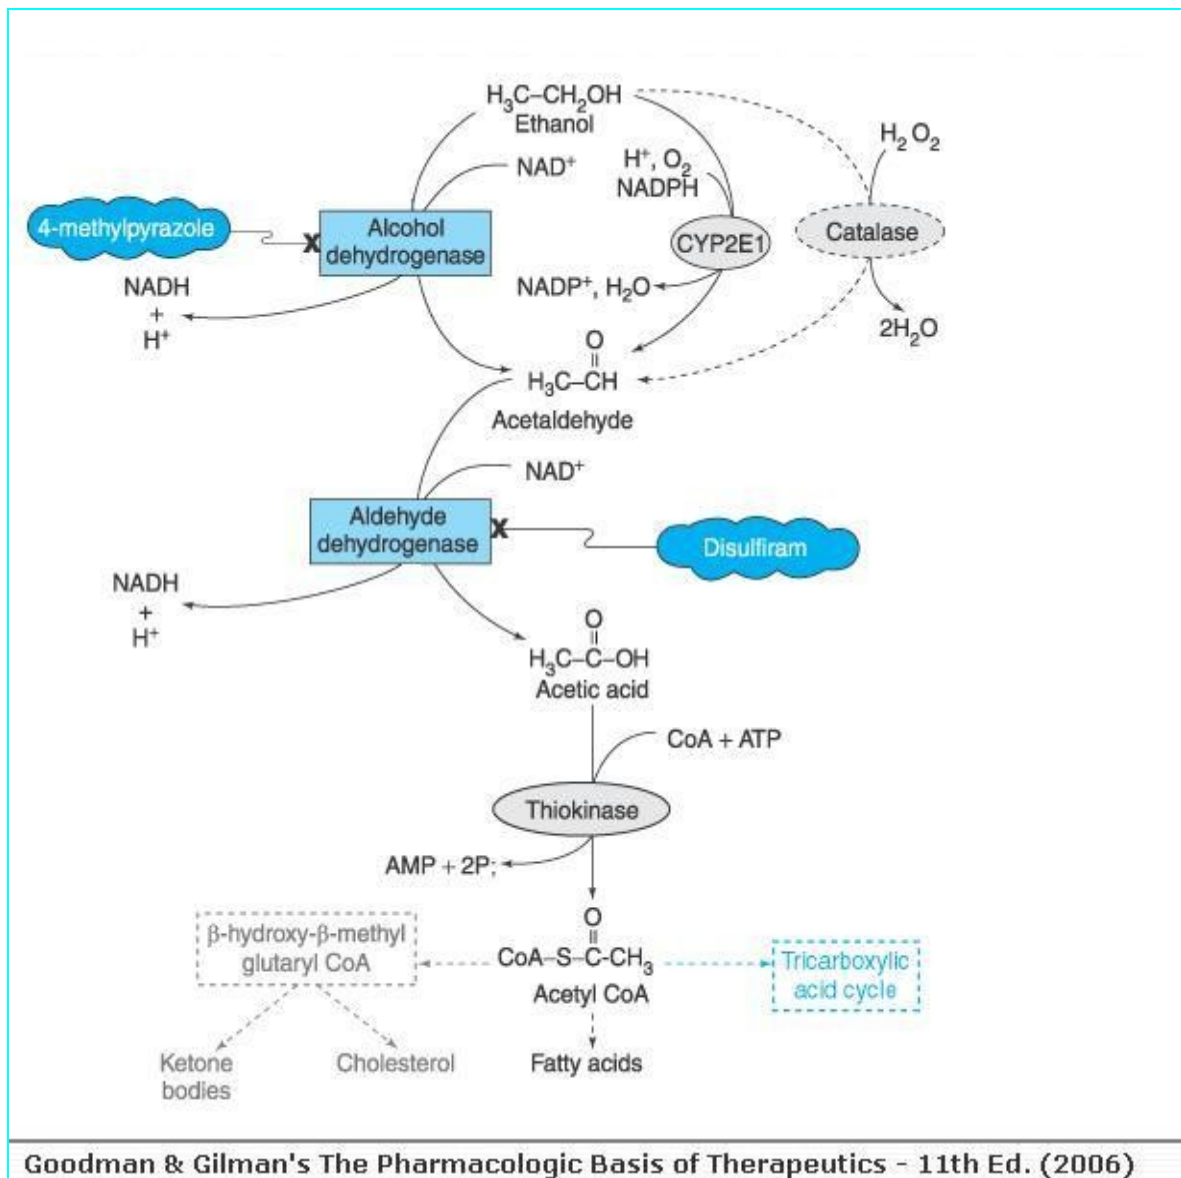 H₃C–CH₂OH
Ethanol
H₂ O₂
NAD⁺
H⁺, O₂
NADPH
4-methylpyrazole
X
Alcohol
dehydrogenase
CYP2E1
Catalase
NADH
+
H⁺
NADP⁺, H₂O
2H₂O
O
||
H₃C–CH
Acetaldehyde
NAD⁺
Aldehyde
dehydrogenase
X
Disulfiram
NADH
+
H⁺
O
||
H₃C–C–OH
Acetic acid
CoA + ATP
Thiokinase
AMP + 2P;
O
||
CoA–S–C-CH₃
Acetyl CoA
β-hydroxy-β-methyl
glutaryl CoA
Tricarboxylic
acid cycle
Ketone
bodies
Cholesterol
Fatty acids
Goodman & Gilman's The Pharmacologic Basis of Therapeutics - 11th Ed. (2006)